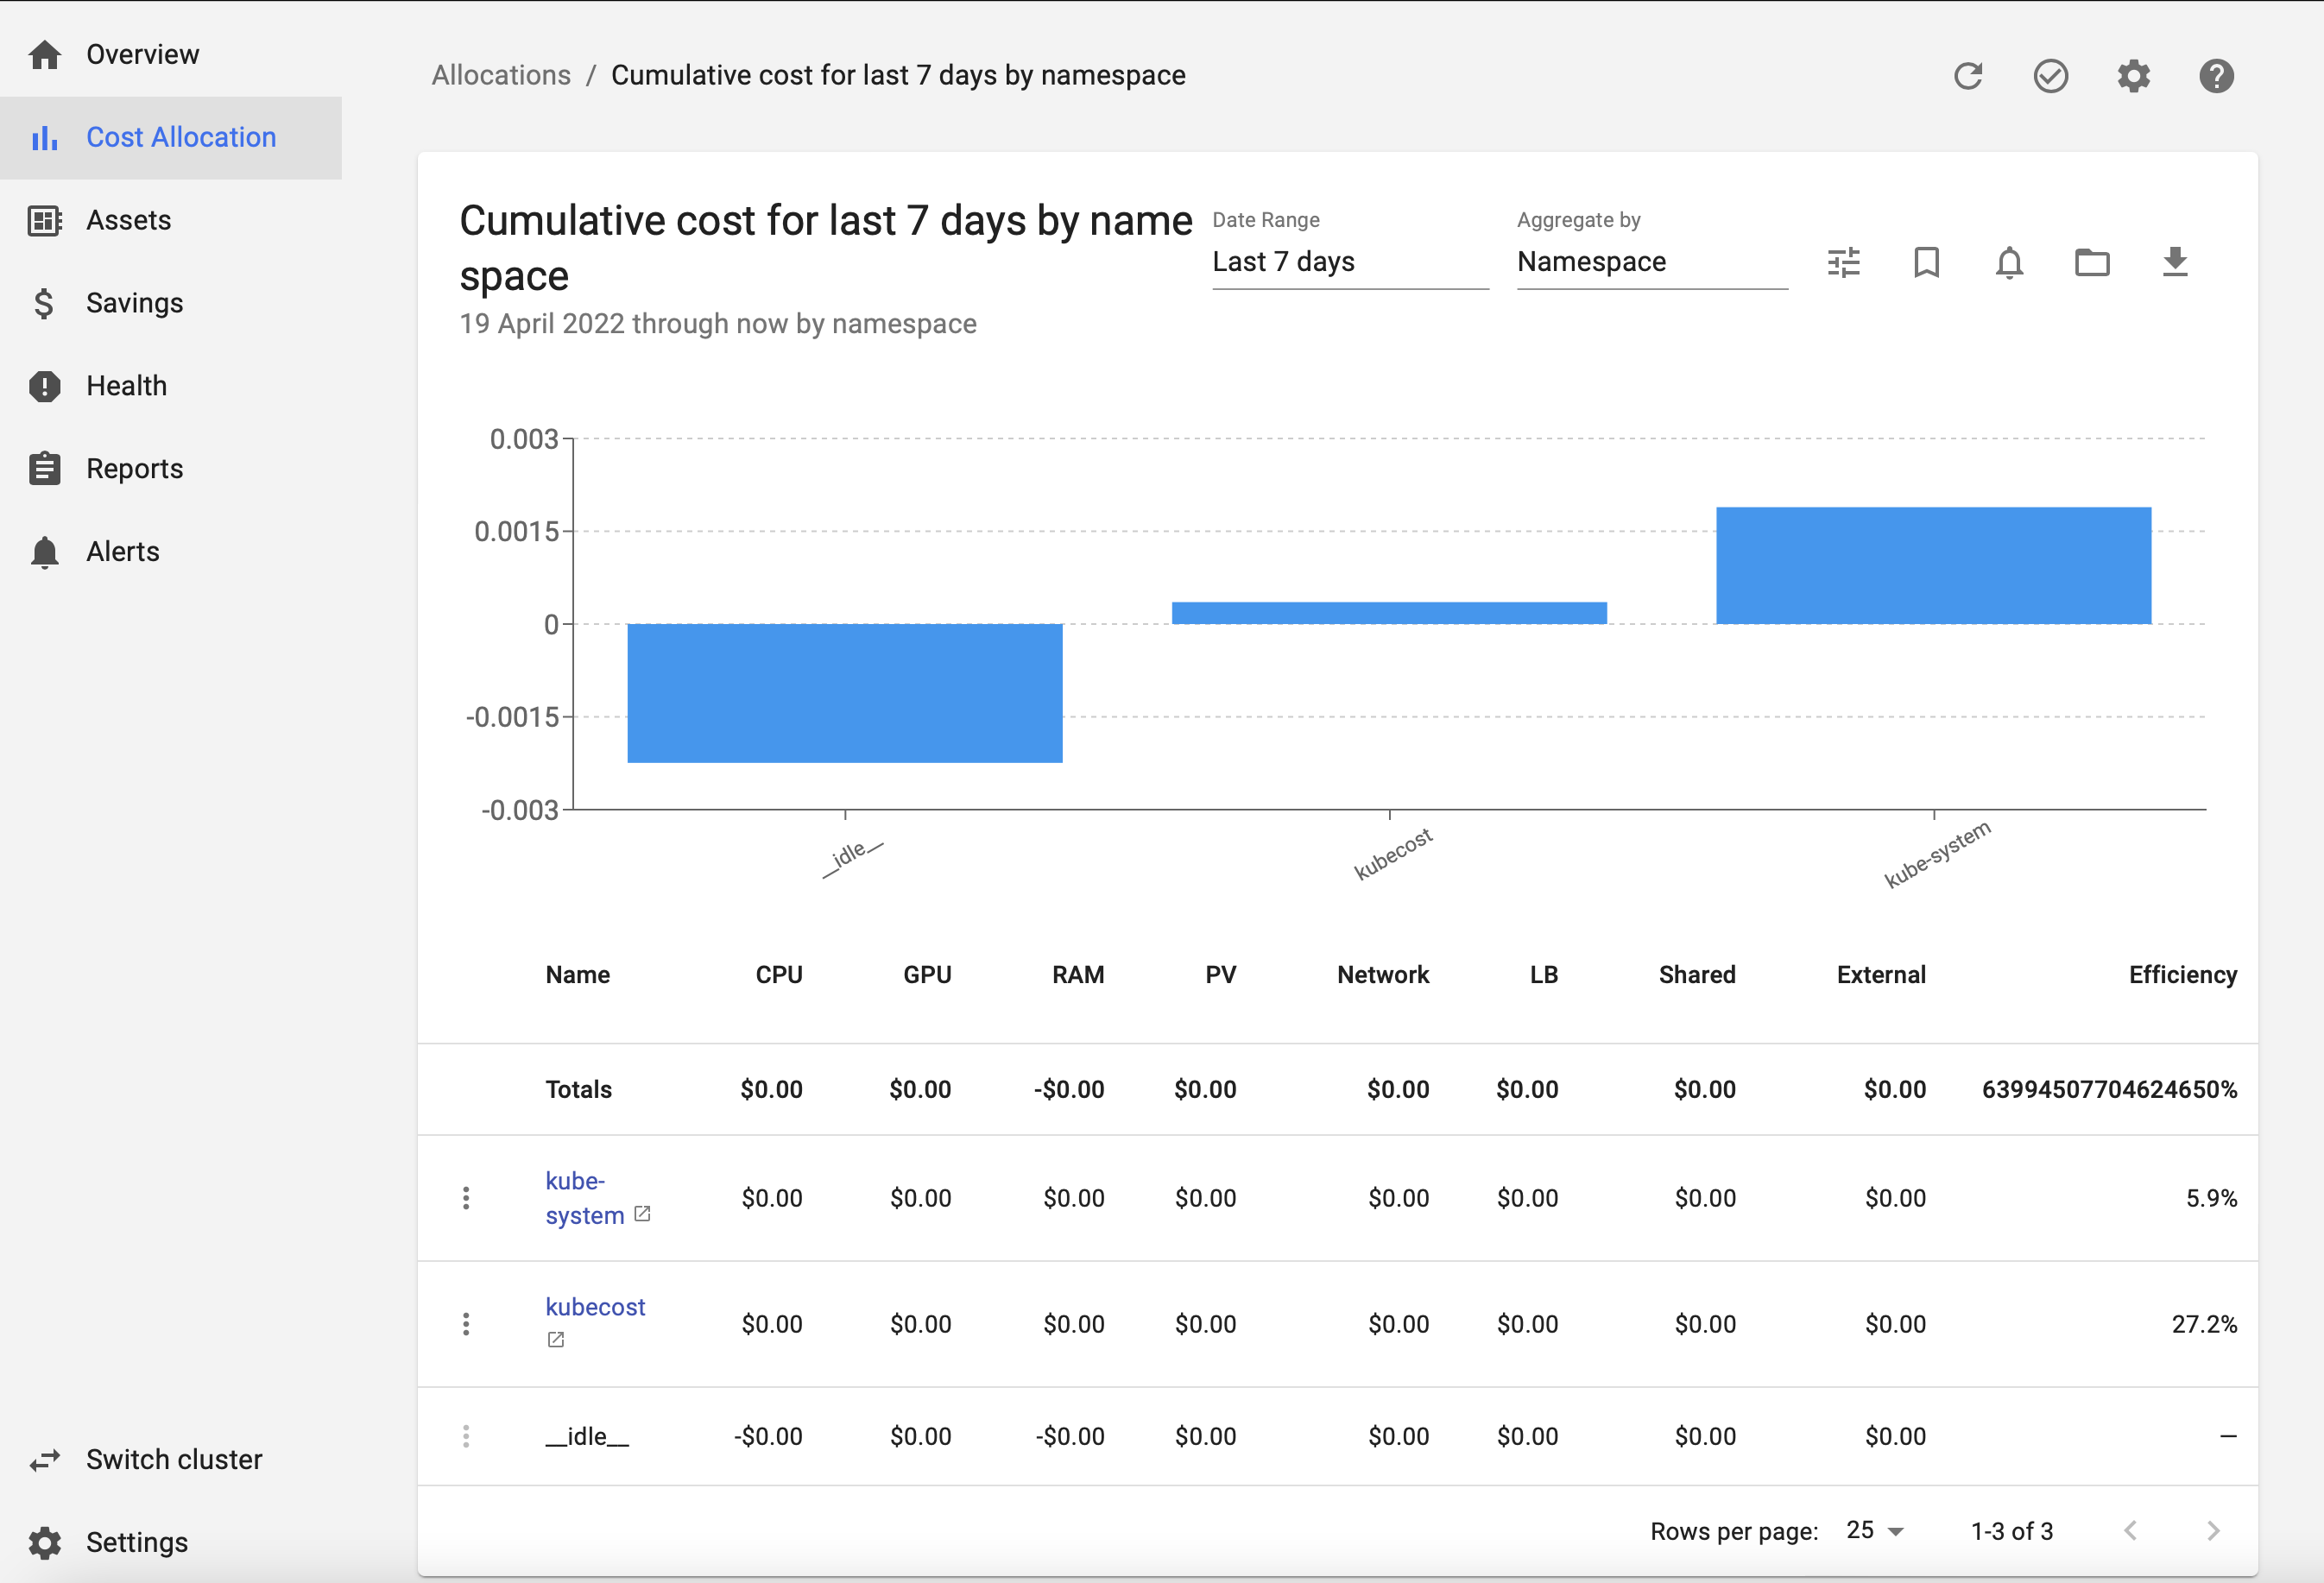 Overview
Cost Allocation
Assets
Savings
Health
Reports
Alerts
Switch cluster
Settings
Allocations / Cumulative cost for last 7 days by namespace
Cumulative cost for last 7 days by name
space
19 April 2022 through now by namespace
Date Range
Last 7 days
Aggregate by
Namespace
0.003
0.0015
0
-0.0015
-0.003
__idle__
kubecost
kube-system
Name CPU GPU RAM PV Network LB Shared External Efficiency
Totals $0.00 $0.00 -$0.00 $0.00 $0.00 $0.00 $0.00 $0.00 63994507704624650%
kube-
system $0.00 $0.00 $0.00 $0.00 $0.00 $0.00 $0.00 $0.00 5.9%
kubecost $0.00 $0.00 $0.00 $0.00 $0.00 $0.00 $0.00 $0.00 27.2%
__idle__ -$0.00 $0.00 -$0.00 $0.00 $0.00 $0.00 $0.00 $0.00 –
Rows per page: 25 1-3 of 3